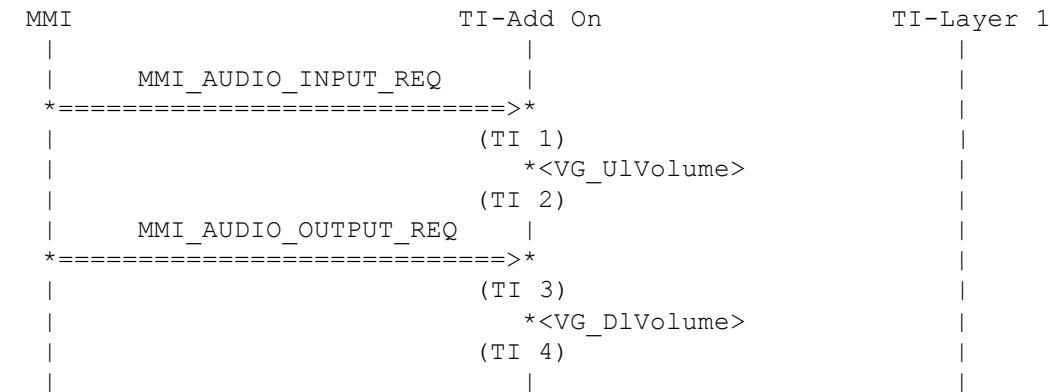 MMI                      TI-Add On                  TI-Layer 1
 |                             |                          |
 |     MMI_AUDIO_INPUT_REQ     |                          |
 *============================>*                          |
 |                          (TI 1)                        |
 |                             *<VG_UlVolume>             |
 |                          (TI 2)                        |
 |     MMI_AUDIO_OUTPUT_REQ    |                          |
 *============================>*                          |
 |                          (TI 3)                        |
 |                             *<VG_DlVolume>             |
 |                          (TI 4)                        |
 |                             |                          |